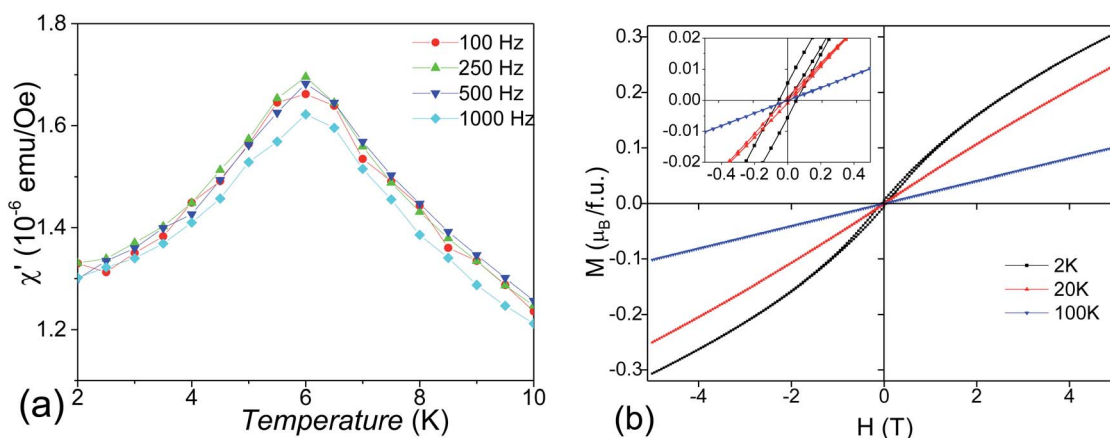 1.8
1.6
1.4
1.2
χ' (10⁻⁶ emu/Oe)
100 Hz
250 Hz
500 Hz
1000 Hz
2 4 6 8 10
Temperature (K)
(a)
0.3
0.2
0.1
0.0
-0.1
-0.2
-0.3
M (μ_B/f.u.)
0.02
0.01
0.00
-0.01
-0.02
-0.4 -0.2 0.0 0.2 0.4
2K
20K
100K
-4 -2 0 2 4
H (T)
(b)